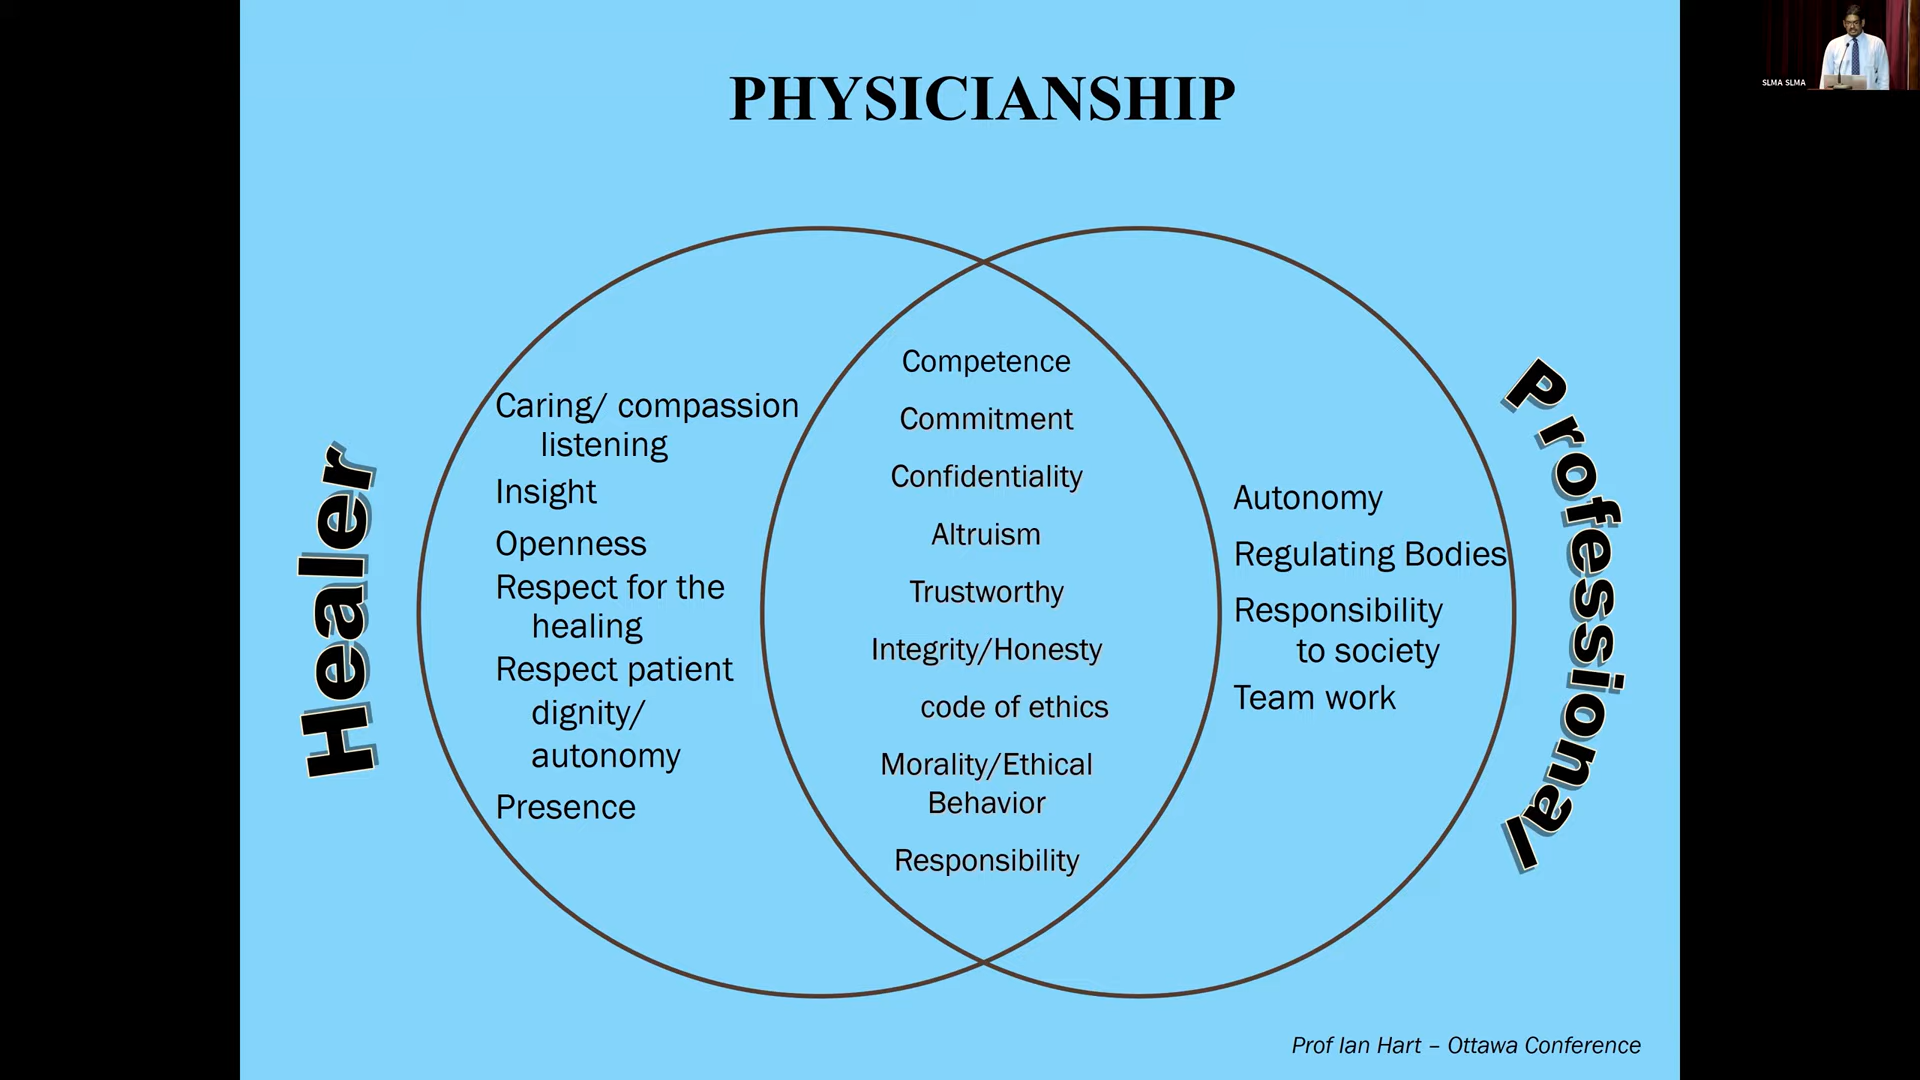 PHYSICIANSHIP
SLMA SLMA
Healer
Caring/ compassion
listening
Insight
Openness
Respect for the
healing
Respect patient
dignity/
autonomy
Presence
Competence
Commitment
Confidentiality
Altruism
Trustworthy
Integrity/Honesty
code of ethics
Morality/Ethical
Behavior
Responsibility
Autonomy
Regulating Bodies
Responsibility
to society
Team work
Professional
Prof Ian Hart – Ottawa Conference